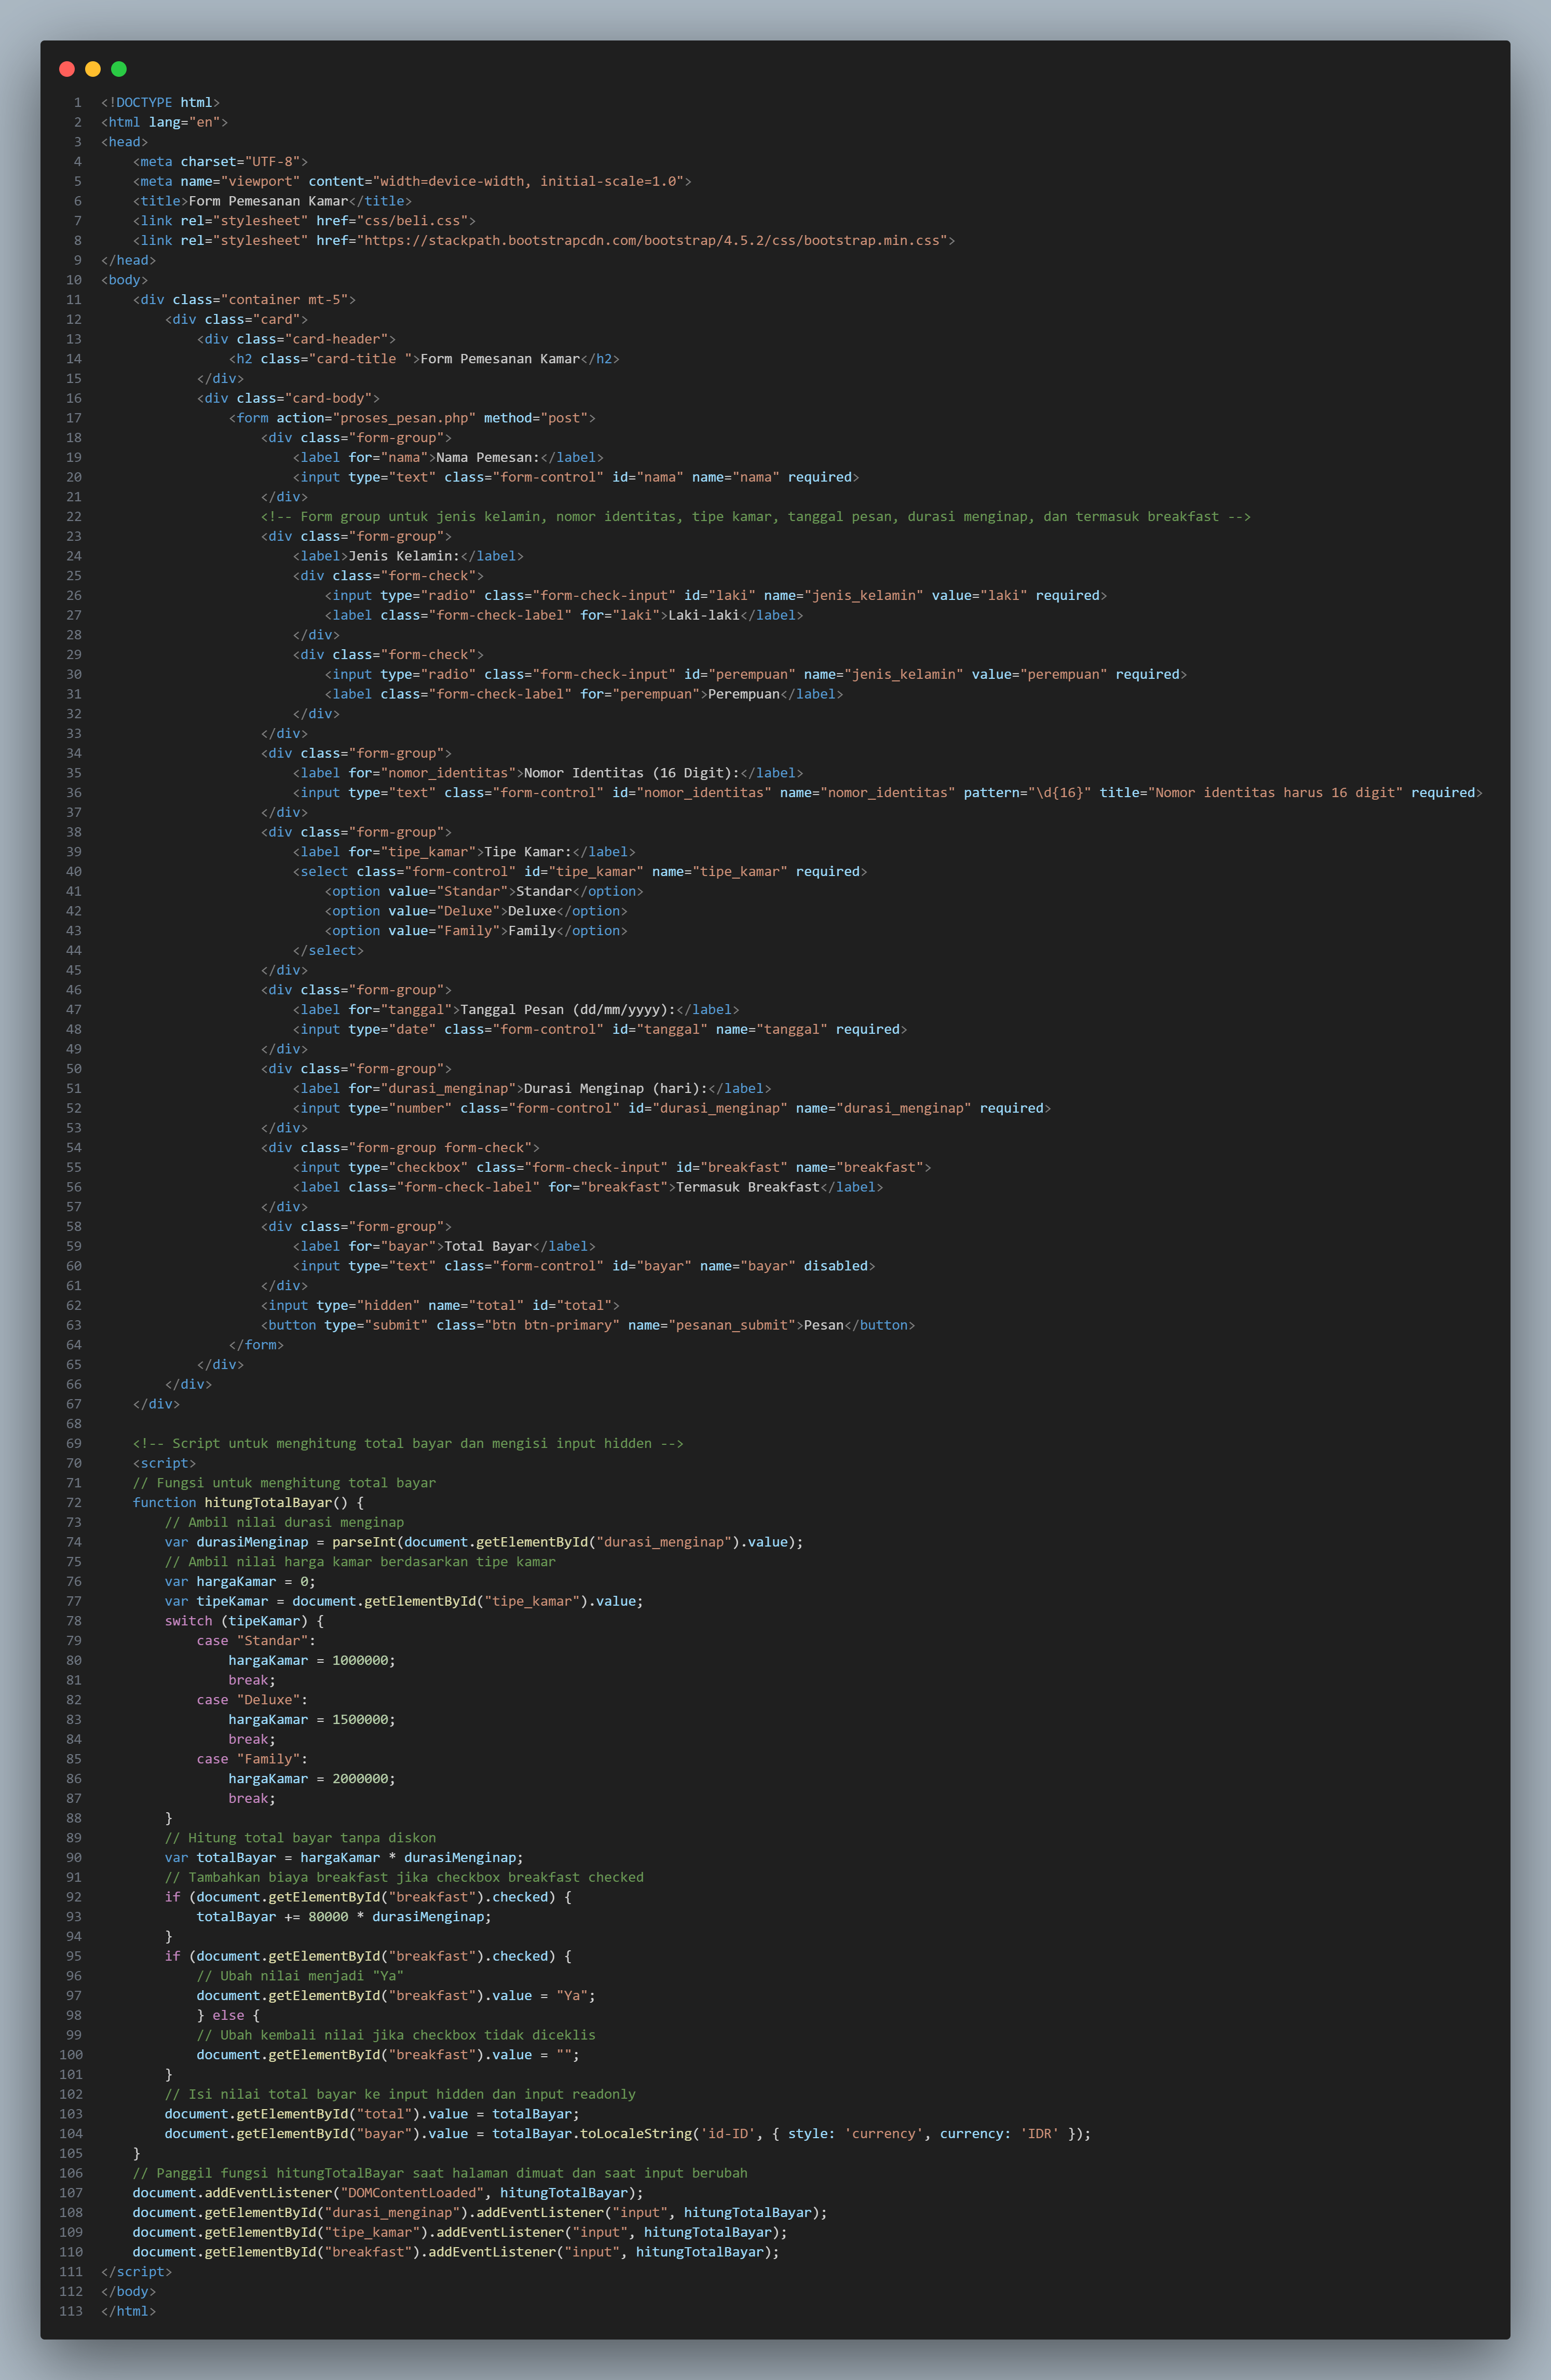 1 <!DOCTYPE html>
2 <html lang="en">
3 <head>
4     <meta charset="UTF-8">
5     <meta name="viewport" content="width=device-width, initial-scale=1.0">
6     <title>Form Pemesanan Kamar</title>
7     <link rel="stylesheet" href="css/beli.css">
8     <link rel="stylesheet" href="https://stackpath.bootstrapcdn.com/bootstrap/4.5.2/css/bootstrap.min.css">
9 </head>
10 <body>
11     <div class="container mt-5">
12         <div class="card">
13             <div class="card-header">
14                 <h2 class="card-title ">Form Pemesanan Kamar</h2>
15             </div>
16             <div class="card-body">
17                 <form action="proses_pesan.php" method="post">
18                     <div class="form-group">
19                         <label for="nama">Nama Pemesan:</label>
20                         <input type="text" class="form-control" id="nama" name="nama" required>
21                     </div>
22                     <!-- Form group untuk jenis kelamin, nomor identitas, tipe kamar, tanggal pesan, durasi menginap, dan termasuk breakfast -->
23                     <div class="form-group">
24                         <label>Jenis Kelamin:</label>
25                         <div class="form-check">
26                             <input type="radio" class="form-check-input" id="laki" name="jenis_kelamin" value="laki" required>
27                             <label class="form-check-label" for="laki">Laki-laki</label>
28                         </div>
29                         <div class="form-check">
30                             <input type="radio" class="form-check-input" id="perempuan" name="jenis_kelamin" value="perempuan" required>
31                             <label class="form-check-label" for="perempuan">Perempuan</label>
32                         </div>
33                     </div>
34                     <div class="form-group">
35                         <label for="nomor_identitas">Nomor Identitas (16 Digit):</label>
36                         <input type="text" class="form-control" id="nomor_identitas" name="nomor_identitas" pattern="\d{16}" title="Nomor identitas harus 16 digit" required>
37                     </div>
38                     <div class="form-group">
39                         <label for="tipe_kamar">Tipe Kamar:</label>
40                         <select class="form-control" id="tipe_kamar" name="tipe_kamar" required>
41                             <option value="Standar">Standar</option>
42                             <option value="Deluxe">Deluxe</option>
43                             <option value="Family">Family</option>
44                         </select>
45                     </div>
46                     <div class="form-group">
47                         <label for="tanggal">Tanggal Pesan (dd/mm/yyyy):</label>
48                         <input type="date" class="form-control" id="tanggal" name="tanggal" required>
49                     </div>
50                     <div class="form-group">
51                         <label for="durasi_menginap">Durasi Menginap (hari):</label>
52                         <input type="number" class="form-control" id="durasi_menginap" name="durasi_menginap" required>
53                     </div>
54                     <div class="form-group form-check">
55                         <input type="checkbox" class="form-check-input" id="breakfast" name="breakfast">
56                         <label class="form-check-label" for="breakfast">Termasuk Breakfast</label>
57                     </div>
58                     <div class="form-group">
59                         <label for="bayar">Total Bayar</label>
60                         <input type="text" class="form-control" id="bayar" name="bayar" disabled>
61                     </div>
62                     <input type="hidden" name="total" id="total">
63                     <button type="submit" class="btn btn-primary" name="pesanan_submit">Pesan</button>
64                 </form>
65             </div>
66         </div>
67     </div>
68
69     <!-- Script untuk menghitung total bayar dan mengisi input hidden -->
70     <script>
71     // Fungsi untuk menghitung total bayar
72     function hitungTotalBayar() {
73         // Ambil nilai durasi menginap
74         var durasiMenginap = parseInt(document.getElementById("durasi_menginap").value);
75         // Ambil nilai harga kamar berdasarkan tipe kamar
76         var hargaKamar = 0;
77         var tipeKamar = document.getElementById("tipe_kamar").value;
78         switch (tipeKamar) {
79             case "Standar":
80                 hargaKamar = 1000000;
81                 break;
82             case "Deluxe":
83                 hargaKamar = 1500000;
84                 break;
85             case "Family":
86                 hargaKamar = 2000000;
87                 break;
88         }
89         // Hitung total bayar tanpa diskon
90         var totalBayar = hargaKamar * durasiMenginap;
91         // Tambahkan biaya breakfast jika checkbox breakfast checked
92         if (document.getElementById("breakfast").checked) {
93             totalBayar += 80000 * durasiMenginap;
94         }
95         if (document.getElementById("breakfast").checked) {
96             // Ubah nilai menjadi "Ya"
97             document.getElementById("breakfast").value = "Ya";
98             } else {
99             // Ubah kembali nilai jika checkbox tidak diceklis
100             document.getElementById("breakfast").value = "";
101         }
102         // Isi nilai total bayar ke input hidden dan input readonly
103         document.getElementById("total").value = totalBayar;
104         document.getElementById("bayar").value = totalBayar.toLocaleString('id-ID', { style: 'currency', currency: 'IDR' });
105     }
106     // Panggil fungsi hitungTotalBayar saat halaman dimuat dan saat input berubah
107     document.addEventListener("DOMContentLoaded", hitungTotalBayar);
108     document.getElementById("durasi_menginap").addEventListener("input", hitungTotalBayar);
109     document.getElementById("tipe_kamar").addEventListener("input", hitungTotalBayar);
110     document.getElementById("breakfast").addEventListener("input", hitungTotalBayar);
111 </script>
112 </body>
113 </html>